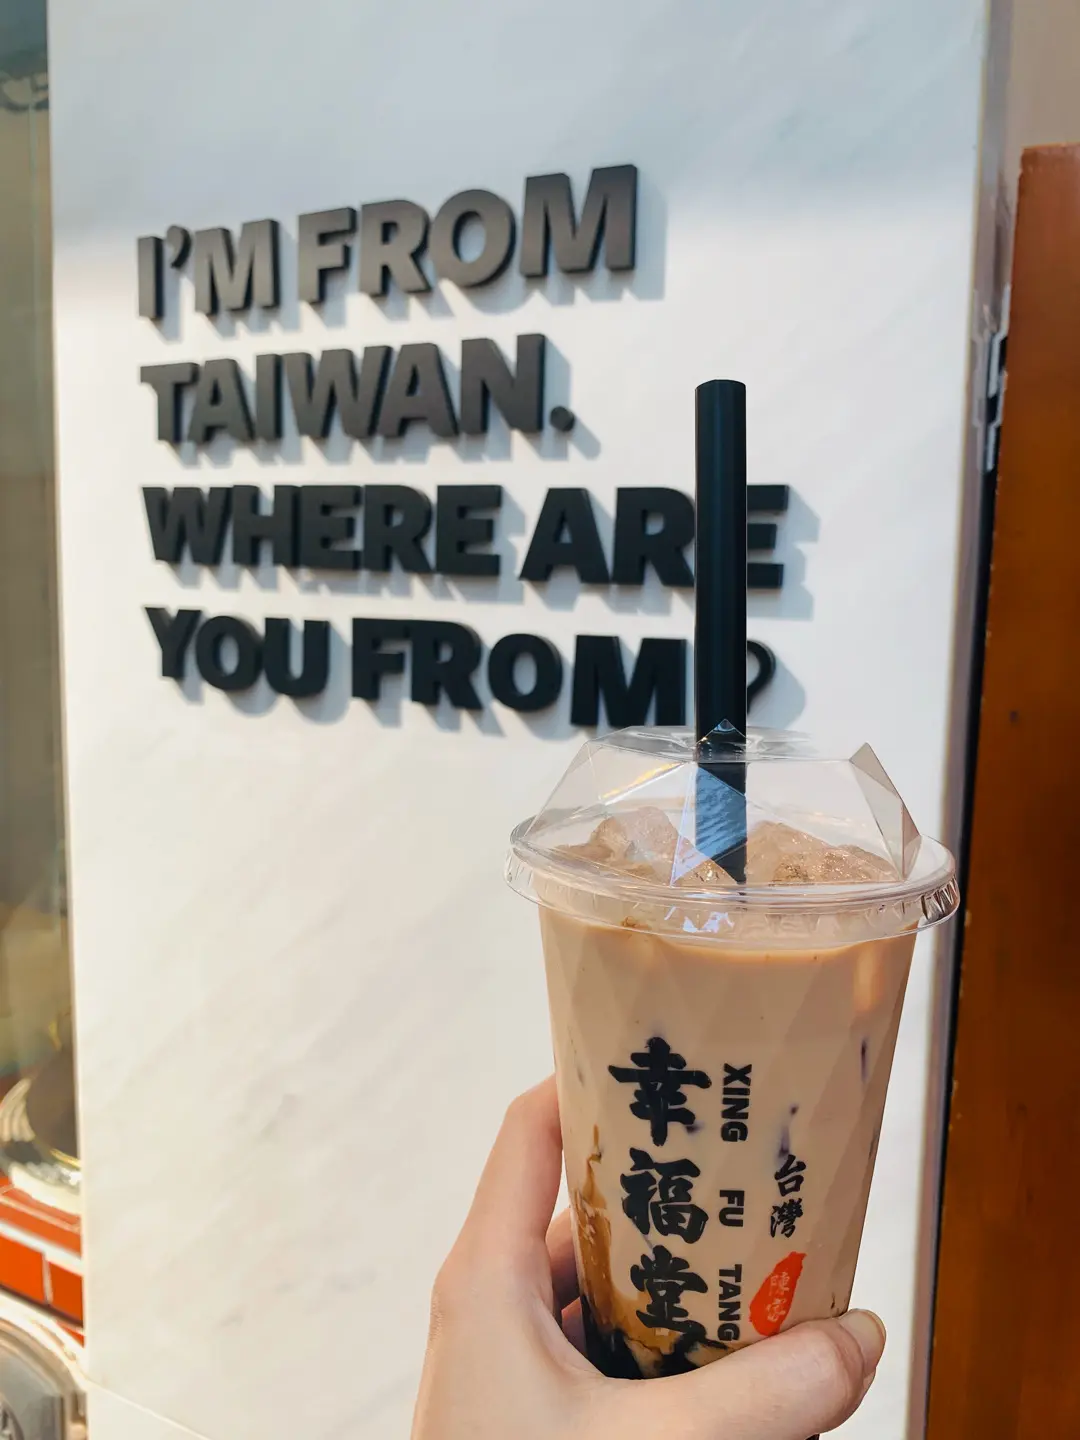 I'M FROM
TAIWAN.
WHERE ARE
YOU FROM?
幸福堂
XING FU TANG
台灣